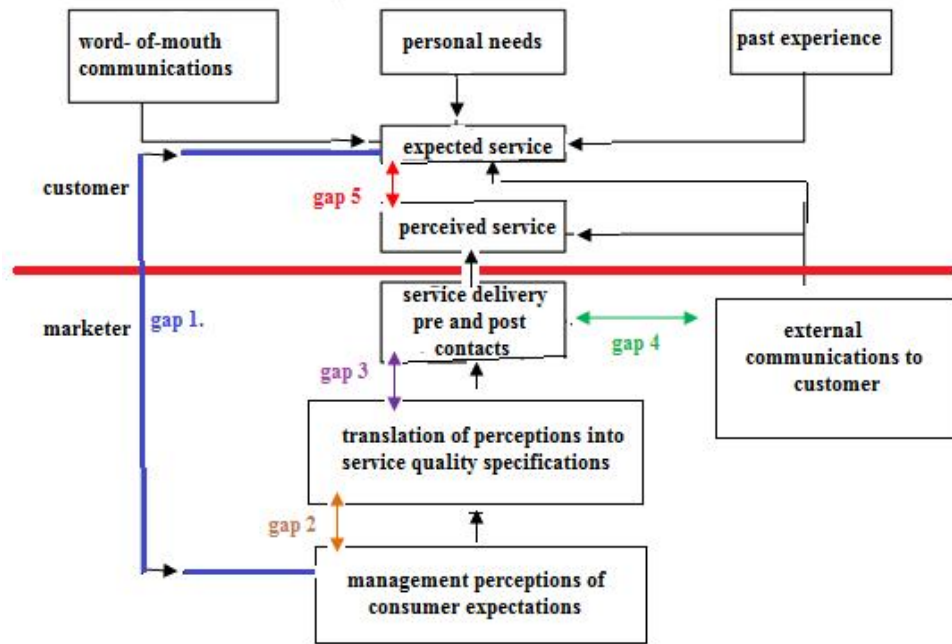 word- of-mouth
communications
personal needs
past experience
expected service
customer
gap 5
perceived service
marketer
gap 1.
service delivery
pre and post
contacts
gap 4
external
communications to
customer
gap 3
translation of perceptions into
service quality specifications
gap 2
management perceptions of
consumer expectations